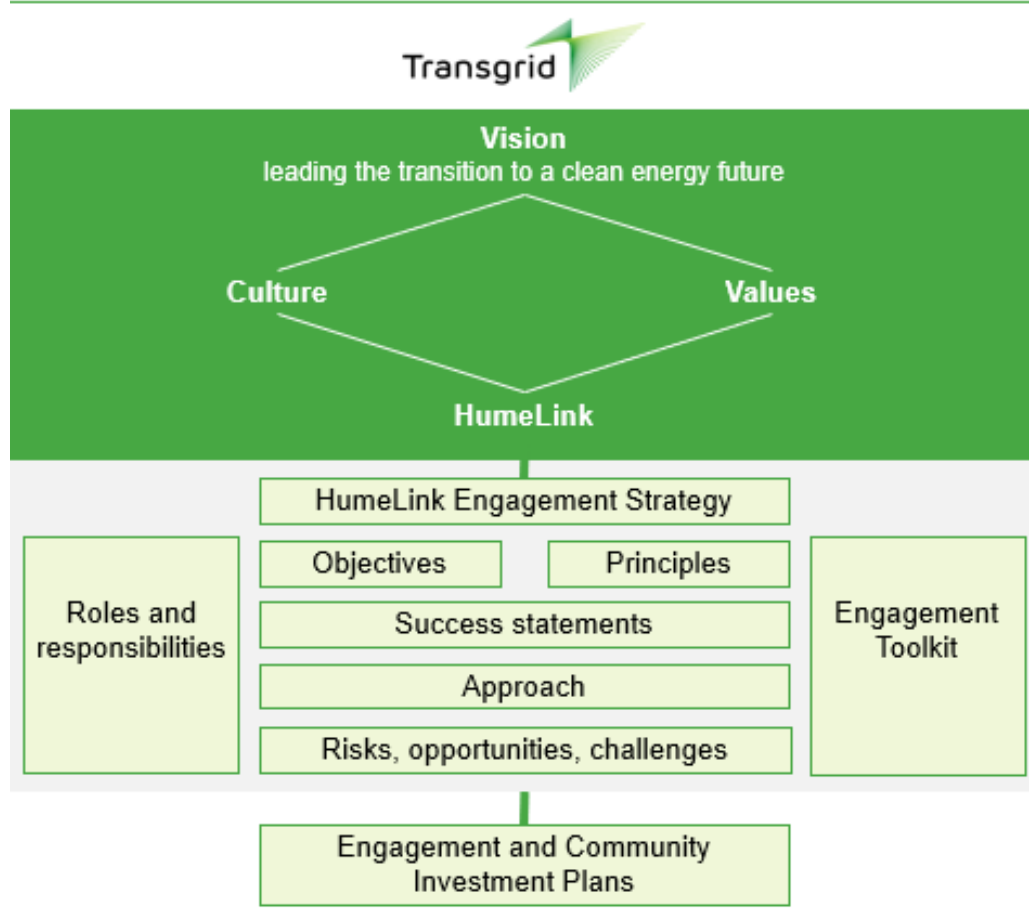 Transgrid
Vision
leading the transition to a clean energy future
Culture
Values
HumeLink
HumeLink Engagement Strategy
Objectives
Principles
Roles and
responsibilities
Success statements
Approach
Risks, opportunities, challenges
Engagement
Toolkit
Engagement and Community
Investment Plans